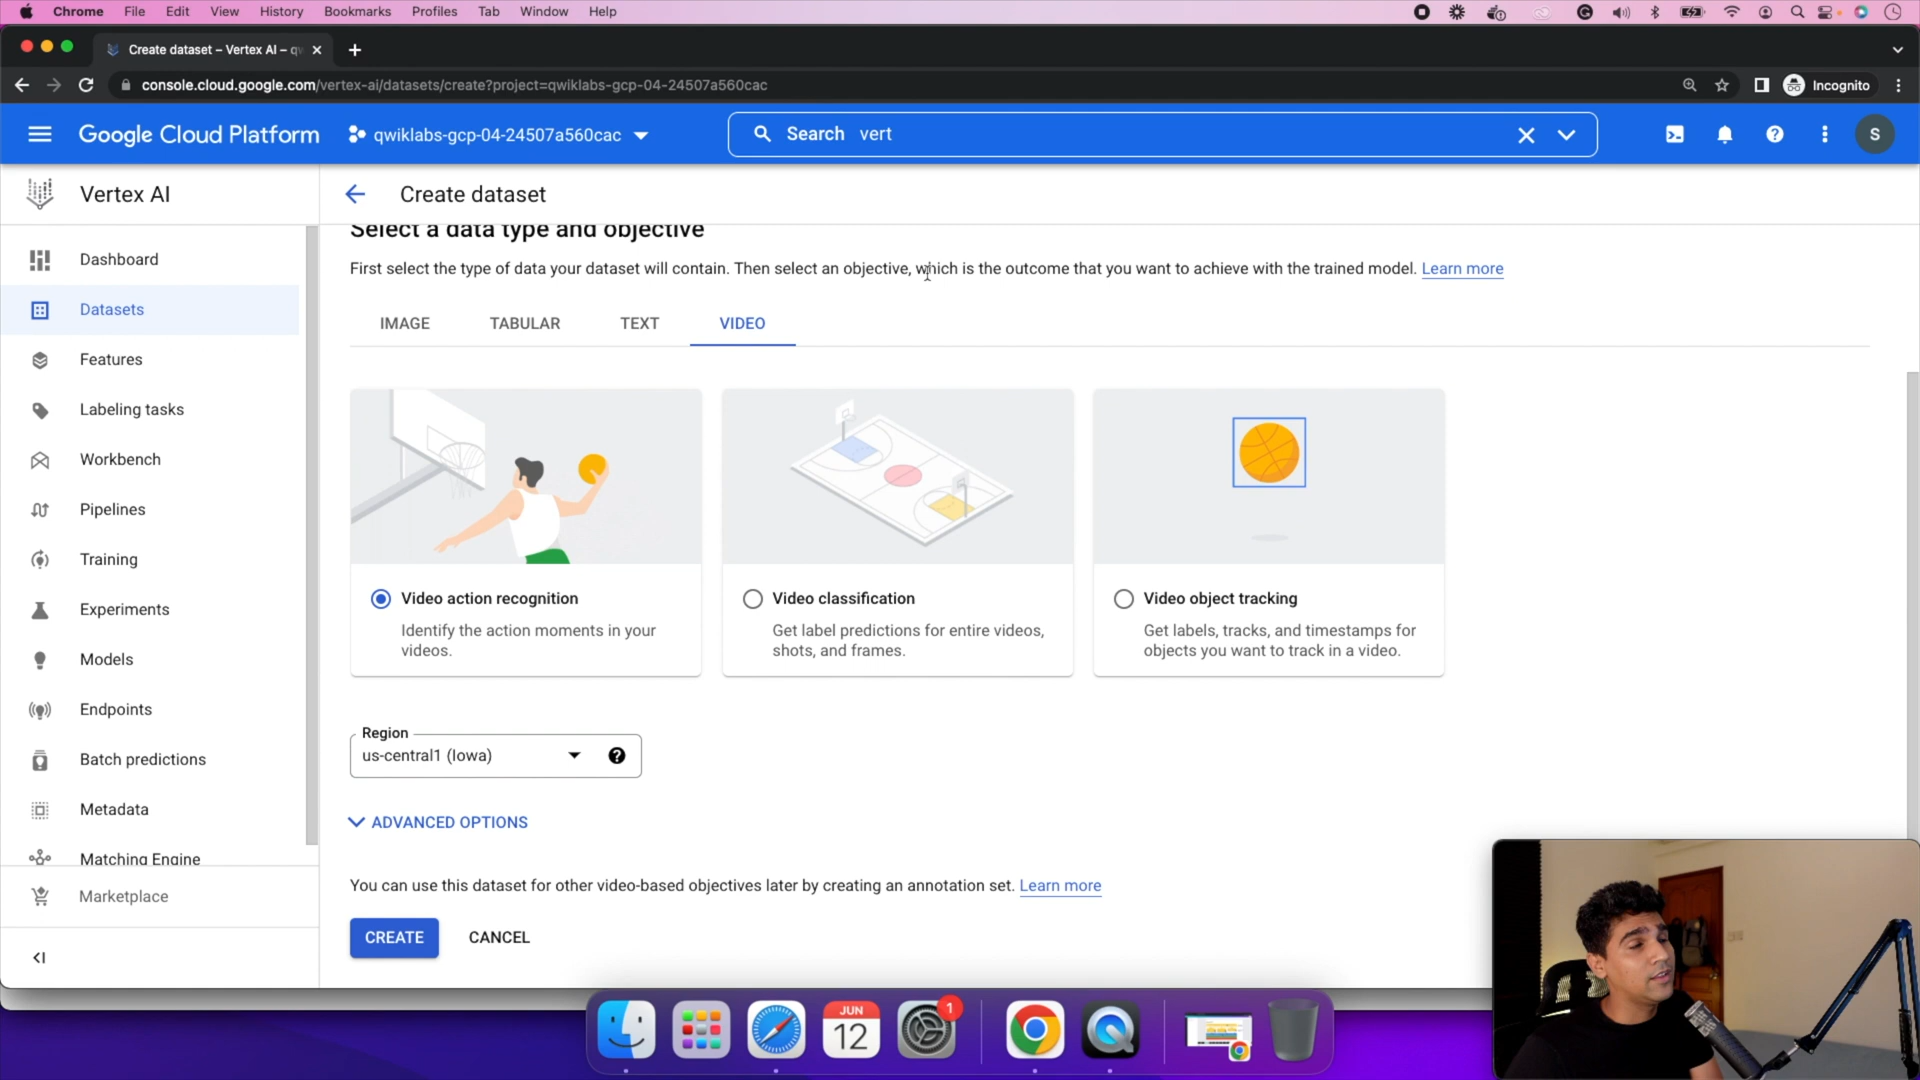 Chrome File Edit View History Bookmarks Profiles Tab Window Help
Create dataset – Vertex AI – qw
console.cloud.google.com/vertex-ai/datasets/create?project=qwiklabs-gcp-04-24507a560cac
Incognito
Google Cloud Platform
qwiklabs-gcp-04-24507a560cac
Search vert
S
Vertex AI
Create dataset
Select a data type and objective
First select the type of data your dataset will contain. Then select an objective, which is the outcome that you want to achieve with the trained model. Learn more
IMAGE TABULAR TEXT VIDEO
Dashboard
Datasets
Features
Labeling tasks
Workbench
Pipelines
Training
Experiments
Models
Endpoints
Batch predictions
Metadata
Matching Engine
Marketplace
Video action recognition
Identify the action moments in your
videos.
Video classification
Get label predictions for entire videos,
shots, and frames.
Video object tracking
Get labels, tracks, and timestamps for
objects you want to track in a video.
Region
us-central1 (Iowa)
ADVANCED OPTIONS
You can use this dataset for other video-based objectives later by creating an annotation set. Learn more
CREATE CANCEL
JUN
12
1